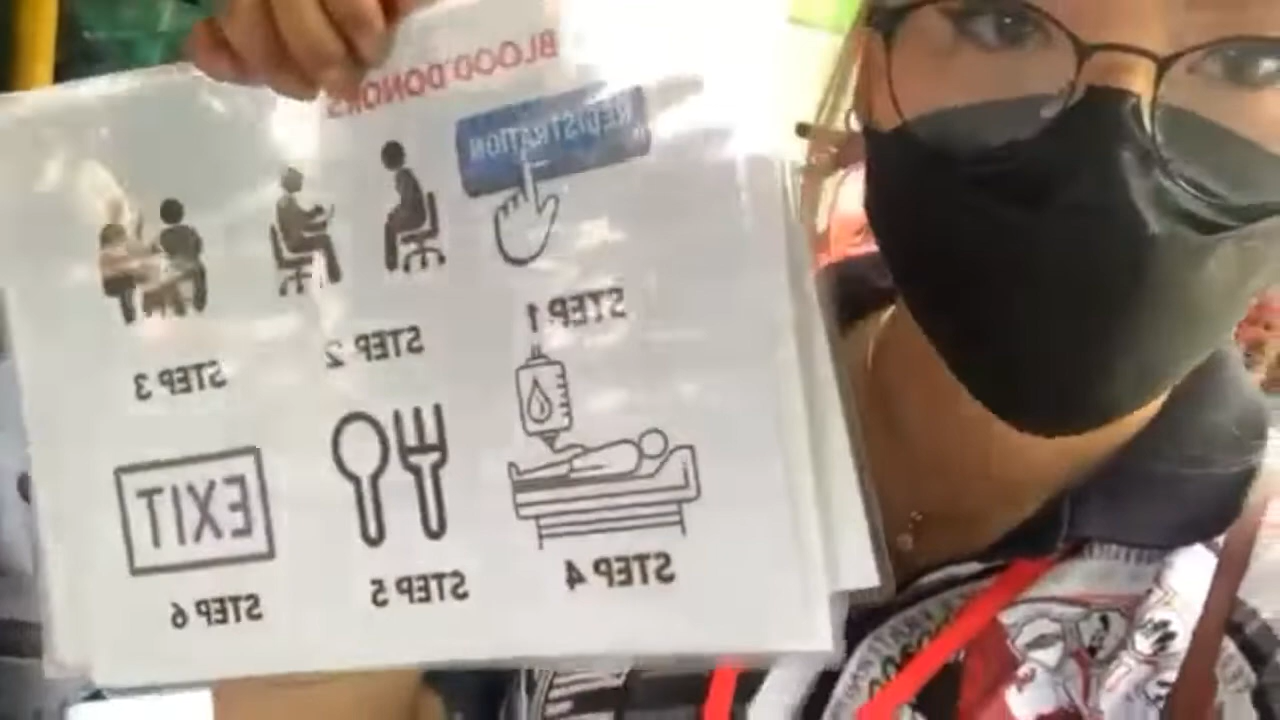 BLOOD DONORS
REGISTRATION
STEP 1
STEP 2
STEP 3
STEP 4
STEP 5
EXIT
STEP 6